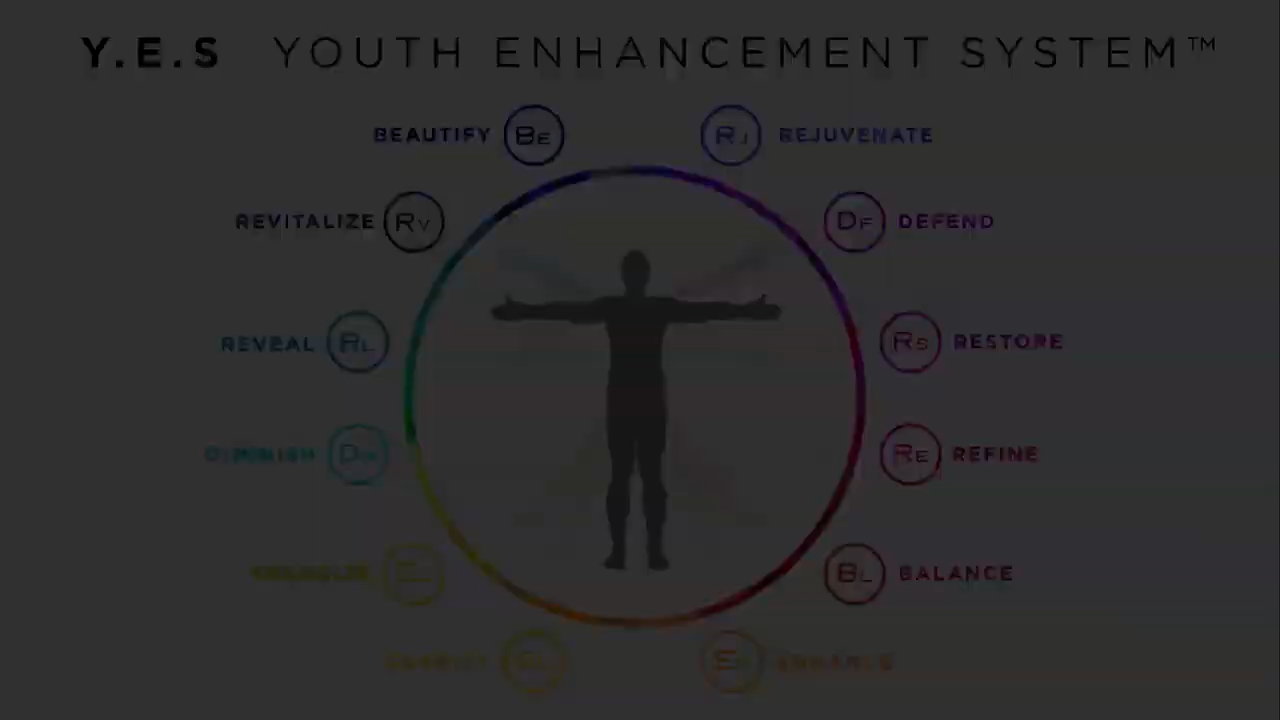 Y.E.S YOUTH ENHANCEMENT SYSTEM™
BEAUTIFY BE
RJ REJUVENATE
REVITALIZE RV
DF DEFEND
REVEAL RL
RS RESTORE
DIMINISH DM
RE REFINE
BL BALANCE
ENHANCE